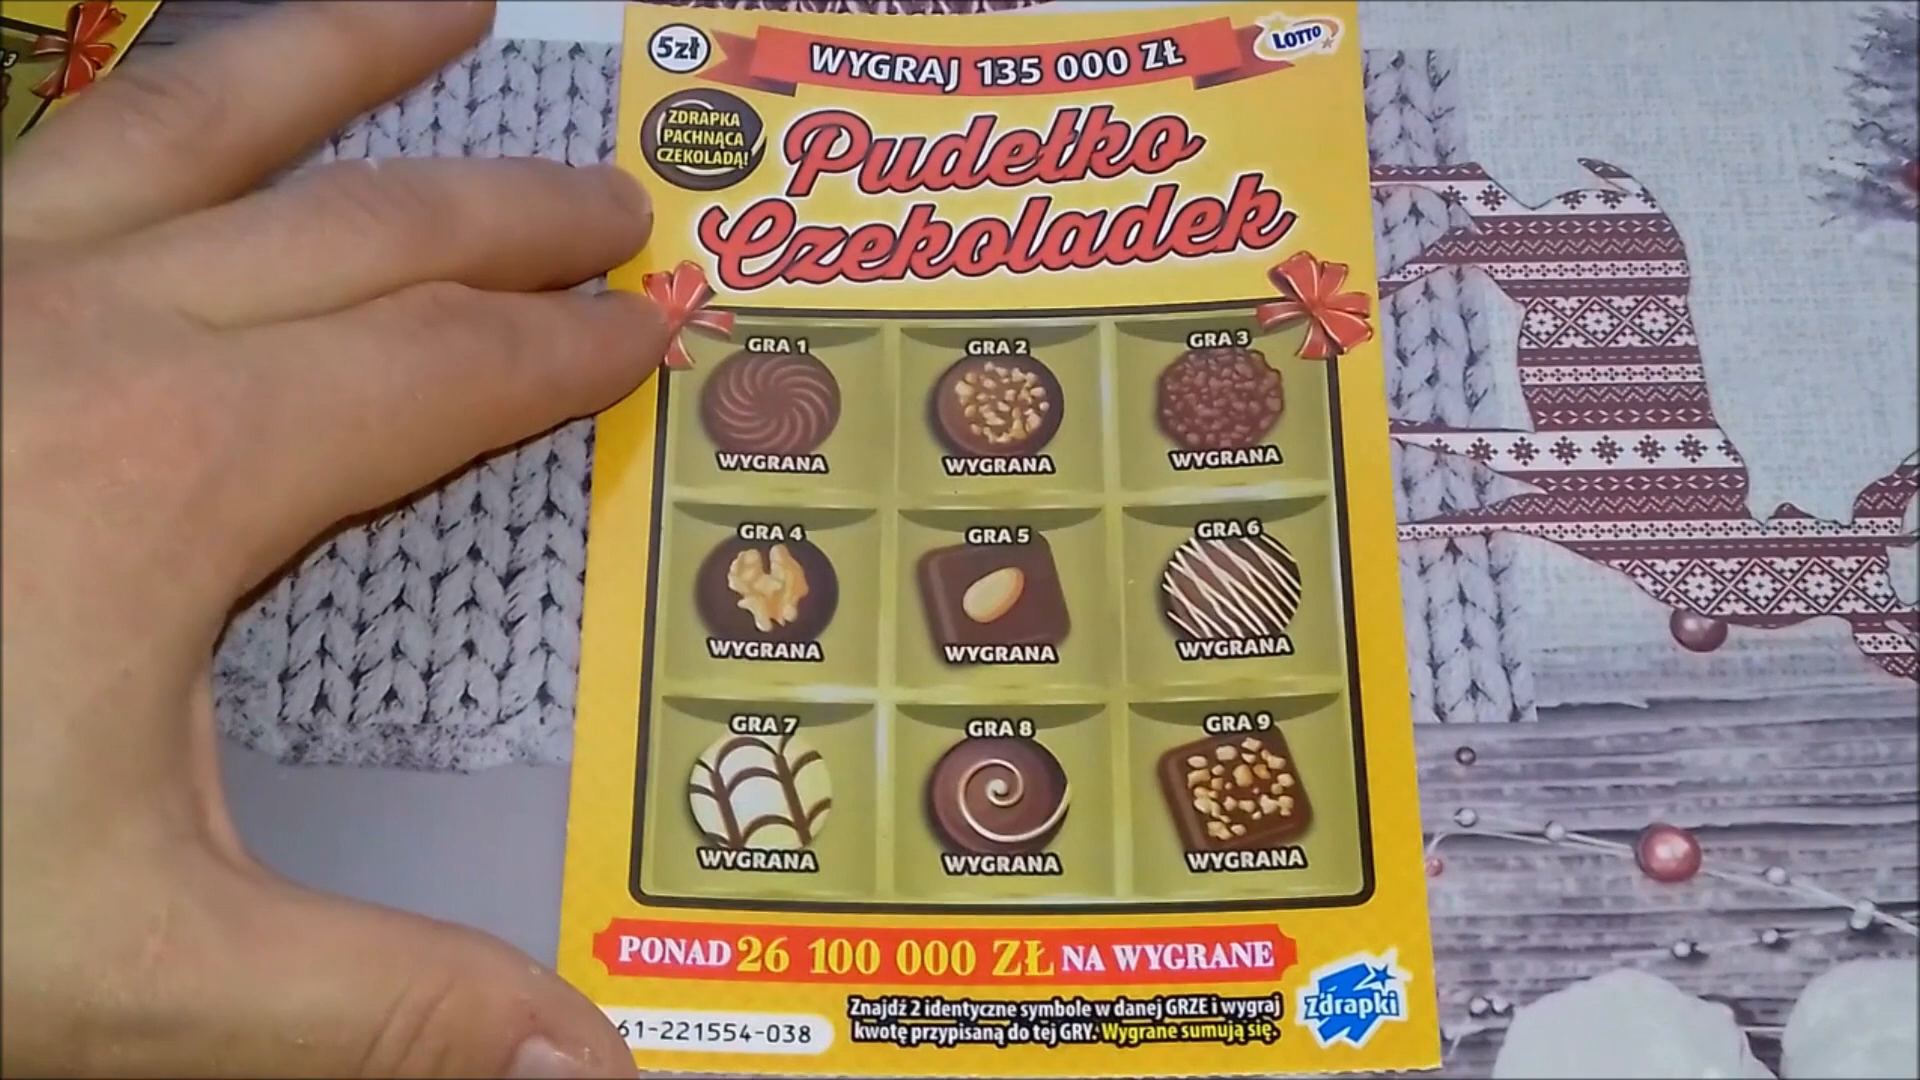 5zł
WYGRAJ 135 000 ZŁ
LOTTO
ZDRAPKA
PACHNĄCA
CZEKOLADĄ!
Pudełko
Czekoladek
GRA 1
WYGRANA
GRA 2
WYGRANA
GRA 3
WYGRANA
GRA 4
WYGRANA
GRA 5
WYGRANA
GRA 6
WYGRANA
GRA 7
WYGRANA
GRA 8
WYGRANA
GRA 9
WYGRANA
PONAD 26 100 000 ZŁ NA WYGRANE
61-221554-038
Znajdź 2 identyczne symbole w danej GRZE i wygraj
kwotę przypisaną do tej GRY. Wygrane sumują się.
Zdrapki